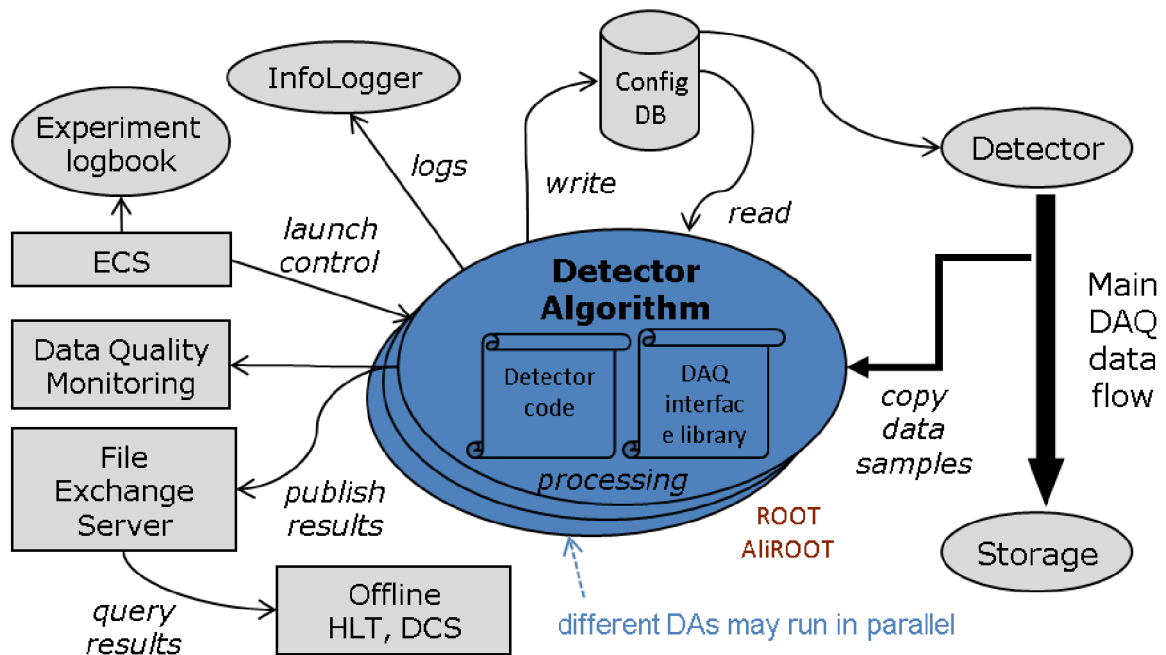 InfoLogger
Config
DB
Experiment
logbook
Detector
logs
write
read
launch
control
ECS
Detector
Algorithm
Main
DAQ
data
flow
Data Quality
Monitoring
Detector
code
DAQ
interfac
e library
copy
data
samples
File
Exchange
Server
publish
results
processing
ROOT
AliROOT
Storage
query
results
Offline
HLT, DCS
different DAs may run in parallel